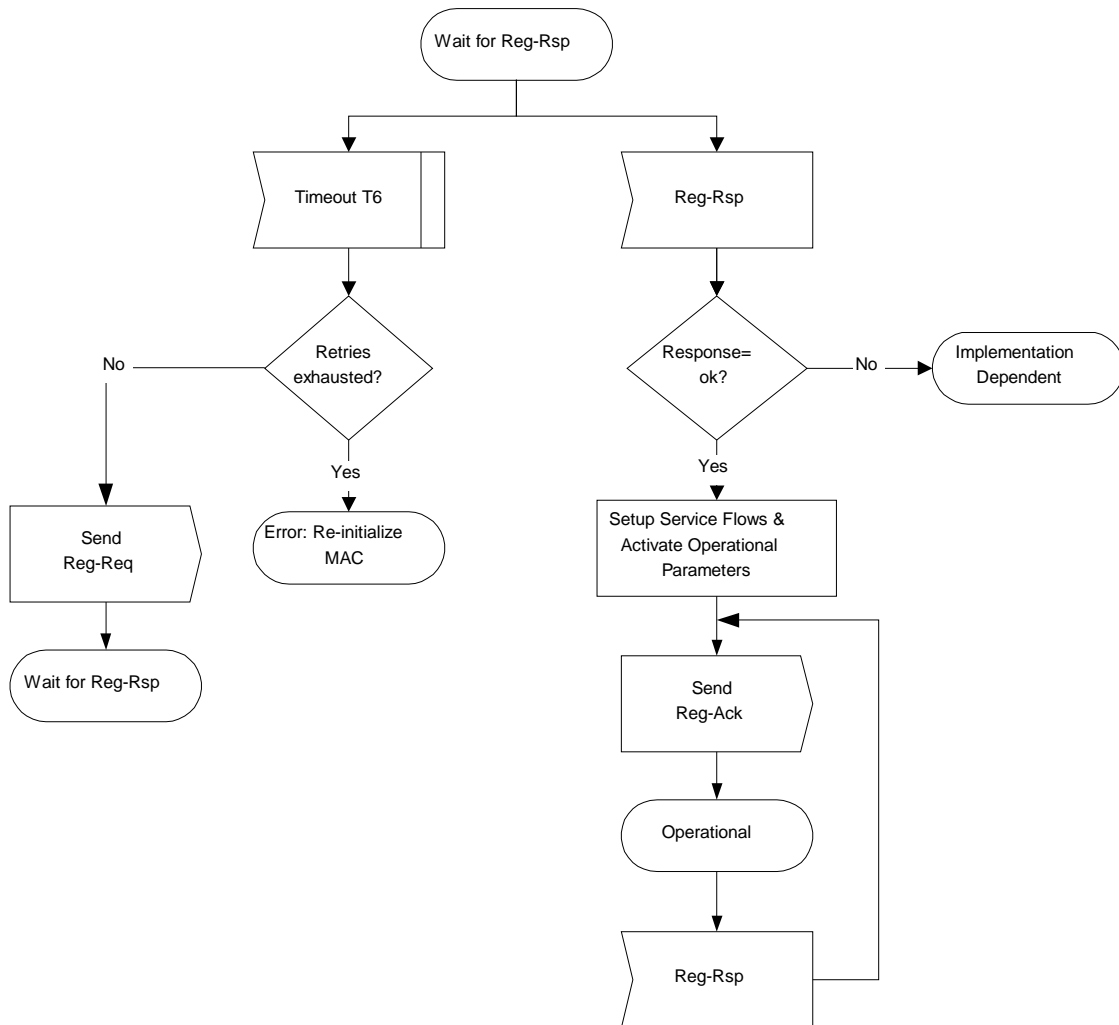 Wait for Reg-Rsp
Timeout T6
Reg-Rsp
Retries
exhausted?
No
Yes
Response=
ok?
No
Implementation
Dependent
Yes
Send
Reg-Req
Error: Re-initialize
MAC
Setup Service Flows &
Activate Operational
Parameters
Wait for Reg-Rsp
Send
Reg-Ack
Operational
Reg-Rsp